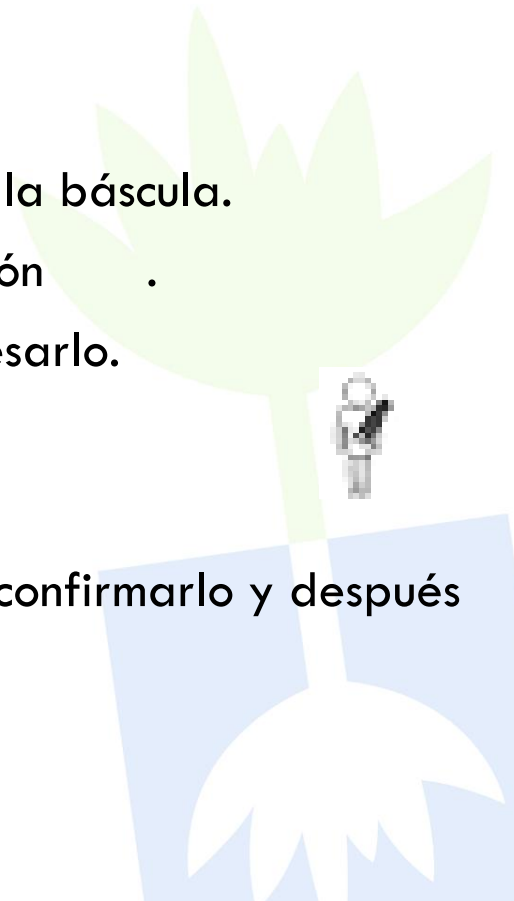 la báscula.
ón .
esarlo.
confirmarlo y después